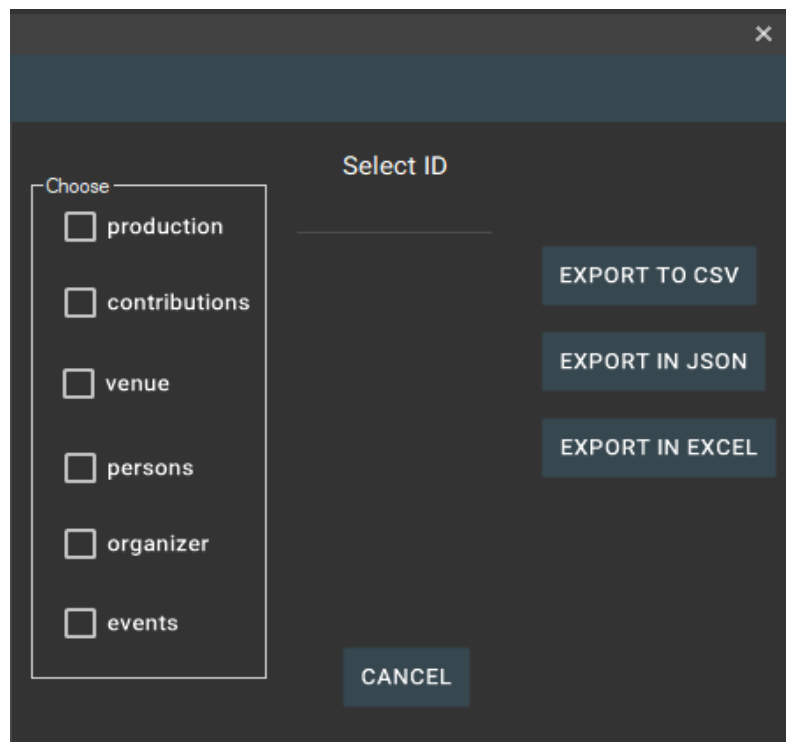 Select ID
Choose
production
contributions
venue
persons
organizer
events
EXPORT TO CSV
EXPORT IN JSON
EXPORT IN EXCEL
CANCEL